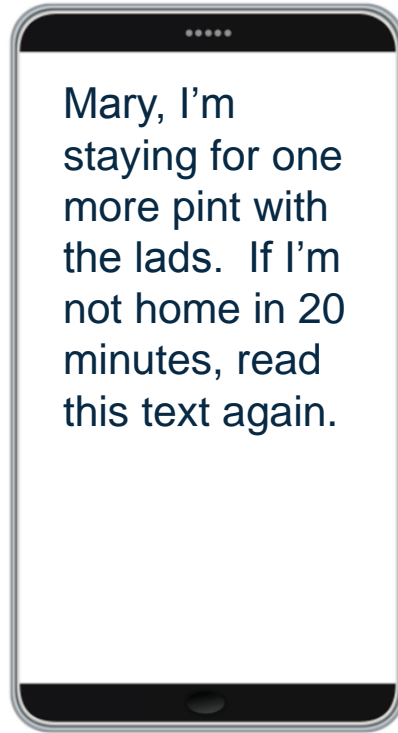 Mary, I’m
staying for one
more pint with
the lads.  If I’m
not home in 20
minutes, read
this text again.